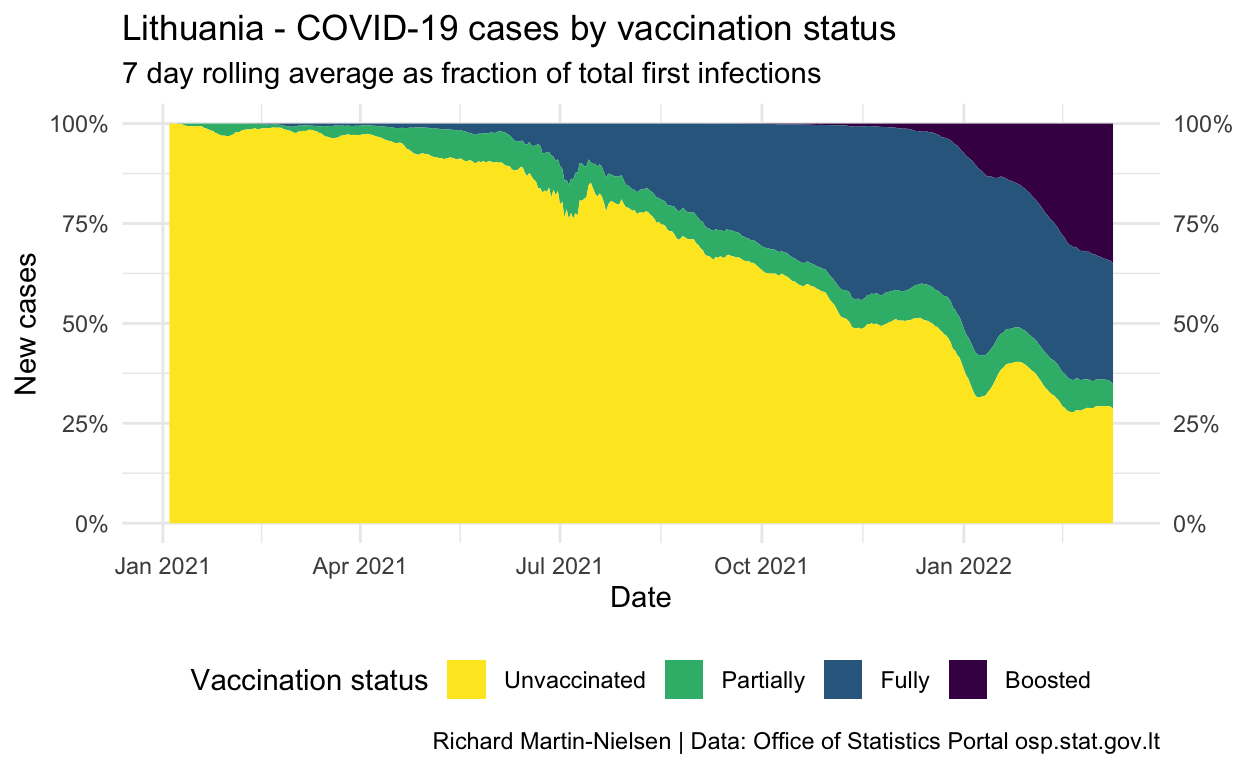 Lithuania - COVID-19 cases by vaccination status
7 day rolling average as fraction of total first infections
100% 100%
75% 75%
50% 50%
25% 25%
0% 0%
New cases
Jan 2021 Apr 2021 Jul 2021 Oct 2021 Jan 2022
Date
Vaccination status Unvaccinated Partially Fully Boosted
Richard Martin-Nielsen | Data: Office of Statistics Portal osp.stat.gov.lt